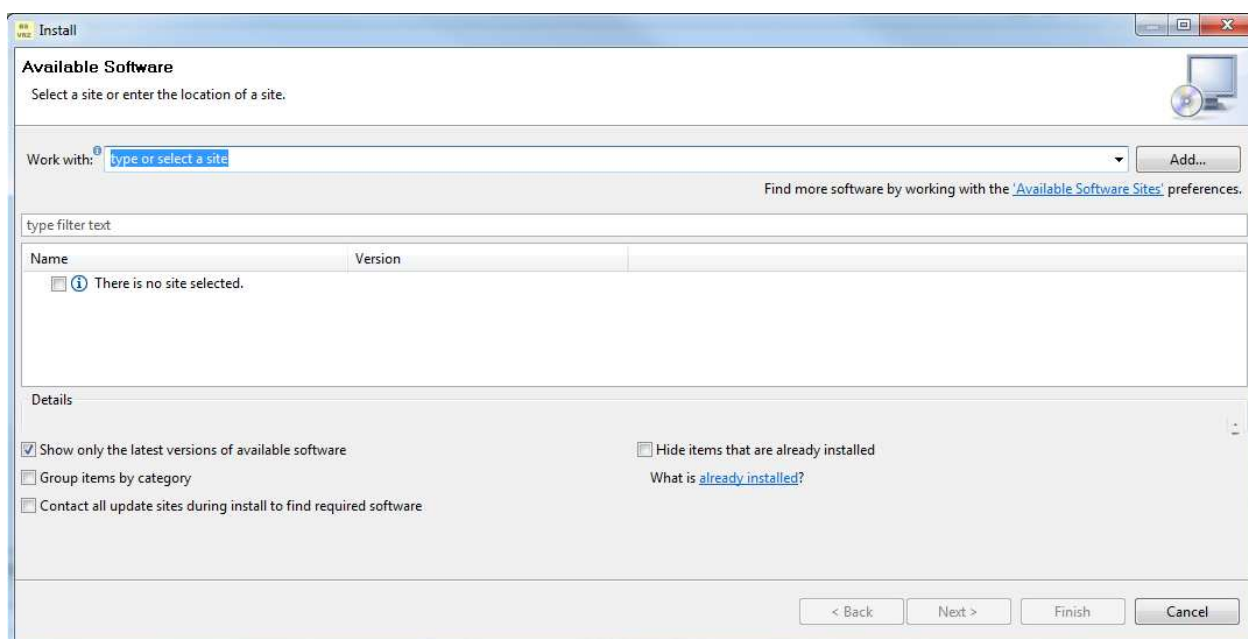 Install
Available Software
Select a site or enter the location of a site.
Work with: type or select a site Add...
Find more software by working with the 'Available Software Sites' preferences.
type filter text
Name Version
There is no site selected.
Details
Show only the latest versions of available software Hide items that are already installed
Group items by category What is already installed?
Contact all update sites during install to find required software
< Back Next > Finish Cancel